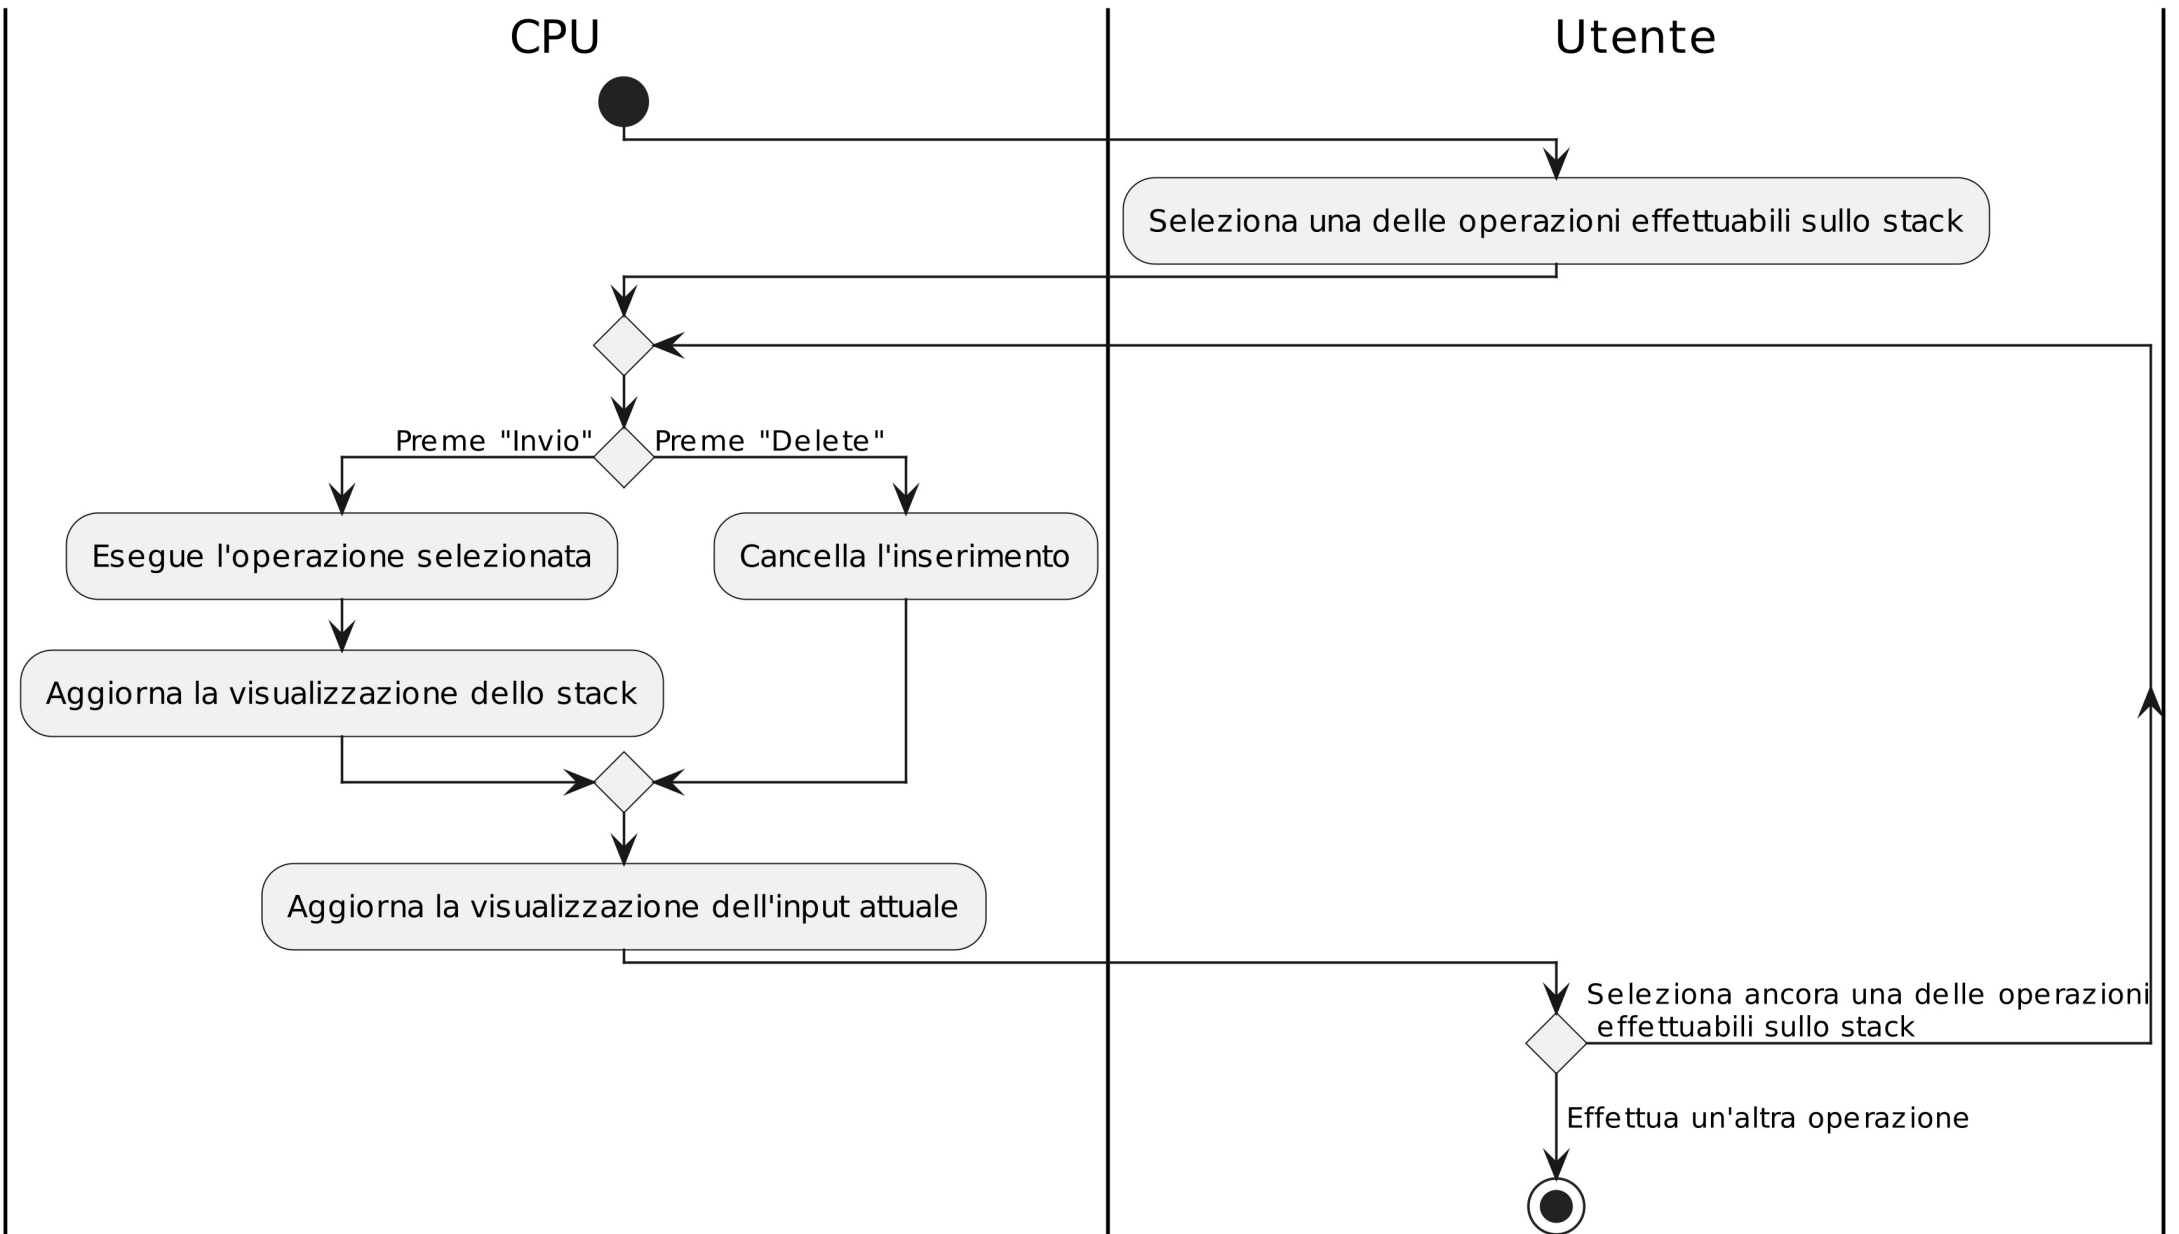 CPU
Utente
Seleziona una delle operazioni effettuabili sullo stack
Preme "Invio"
Preme "Delete"
Esegue l'operazione selezionata
Cancella l'inserimento
Aggiorna la visualizzazione dello stack
Aggiorna la visualizzazione dell'input attuale
Seleziona ancora una delle operazioni
effettuabili sullo stack
Effettua un'altra operazione